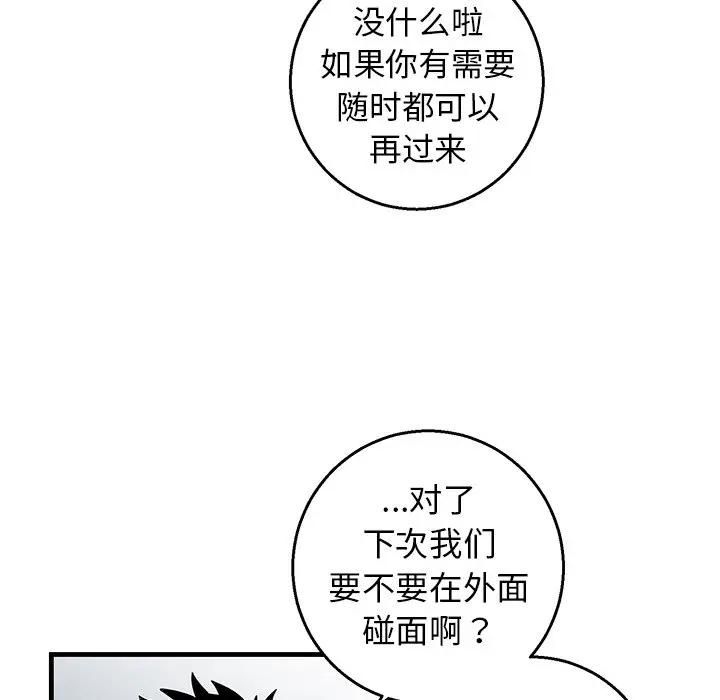 没什么啦
如果你有需要
随时都可以
再过来
...对了
下次我们
要不要在外面
碰面啊？